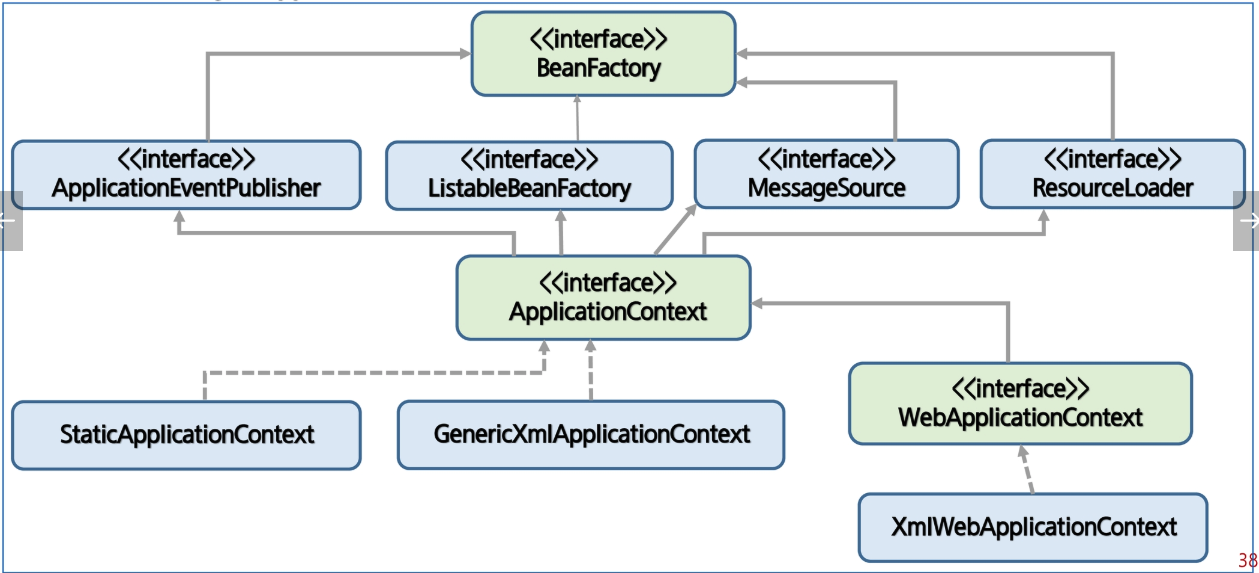 <<interface>>
BeanFactory
<<interface>>
ApplicationEventPublisher
<<interface>>
ListableBeanFactory
<<interface>>
MessageSource
<<interface>>
ResourceLoader
<<interface>>
ApplicationContext
StaticApplicationContext
GenericXmlApplicationContext
<<interface>>
WebApplicationContext
XmlWebApplicationContext
38